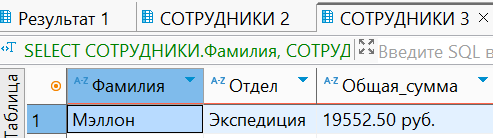 Результат 1 СОТРУДНИКИ 2 СОТРУДНИКИ 3
SELECT СОТРУДНИКИ.Фамилия, СОТРУД Введите SQL в
Таблица
A-Z Фамилия A-Z Отдел A-Z Общая_сумма
1 Мэллон Экспедиция 19552.50 руб.